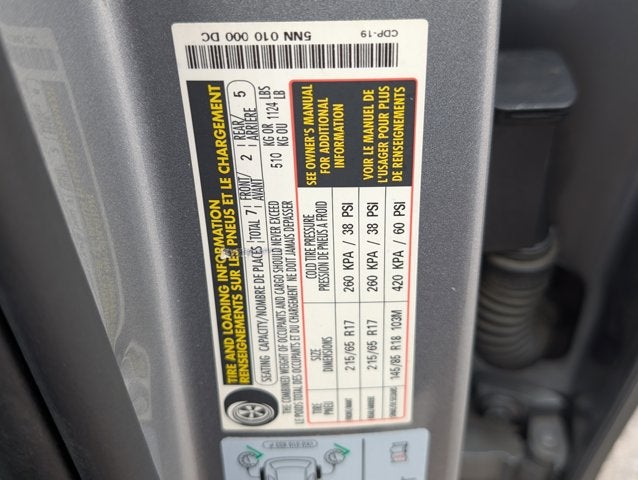 CDP-19
5NN 010 000 DC
TIRE AND LOADING INFORMATION
RENSEIGNEMENTS SUR LES PNEUS ET LE CHARGEMENT
SEATING CAPACITY/NOMBRE DE PLACES TOTAL 7 FRONT/AVANT 2 REAR/ARRIÈRE 5
THE COMBINED WEIGHT OF OCCUPANTS AND CARGO SHOULD NEVER EXCEED 510 KG OR 1124 LBS
LE POIDS TOTAL DES OCCUPANTS ET DU CHARGEMENT NE DOIT JAMAIS DÉPASSER 510 KG OU 1124 LB
TIRE SIZE COLD TIRE PRESSURE
PNEU DIMENSIONS PRESSION DE PNEUS À FROID
215/65 R17 260 KPA / 38 PSI
215/65 R17 260 KPA / 38 PSI
145/85 R18 103M 420 KPA / 60 PSI
SEE OWNER'S MANUAL
FOR ADDITIONAL
INFORMATION
VOIR LE MANUEL DE
L'USAGER POUR PLUS
DE RENSEIGNEMENTS